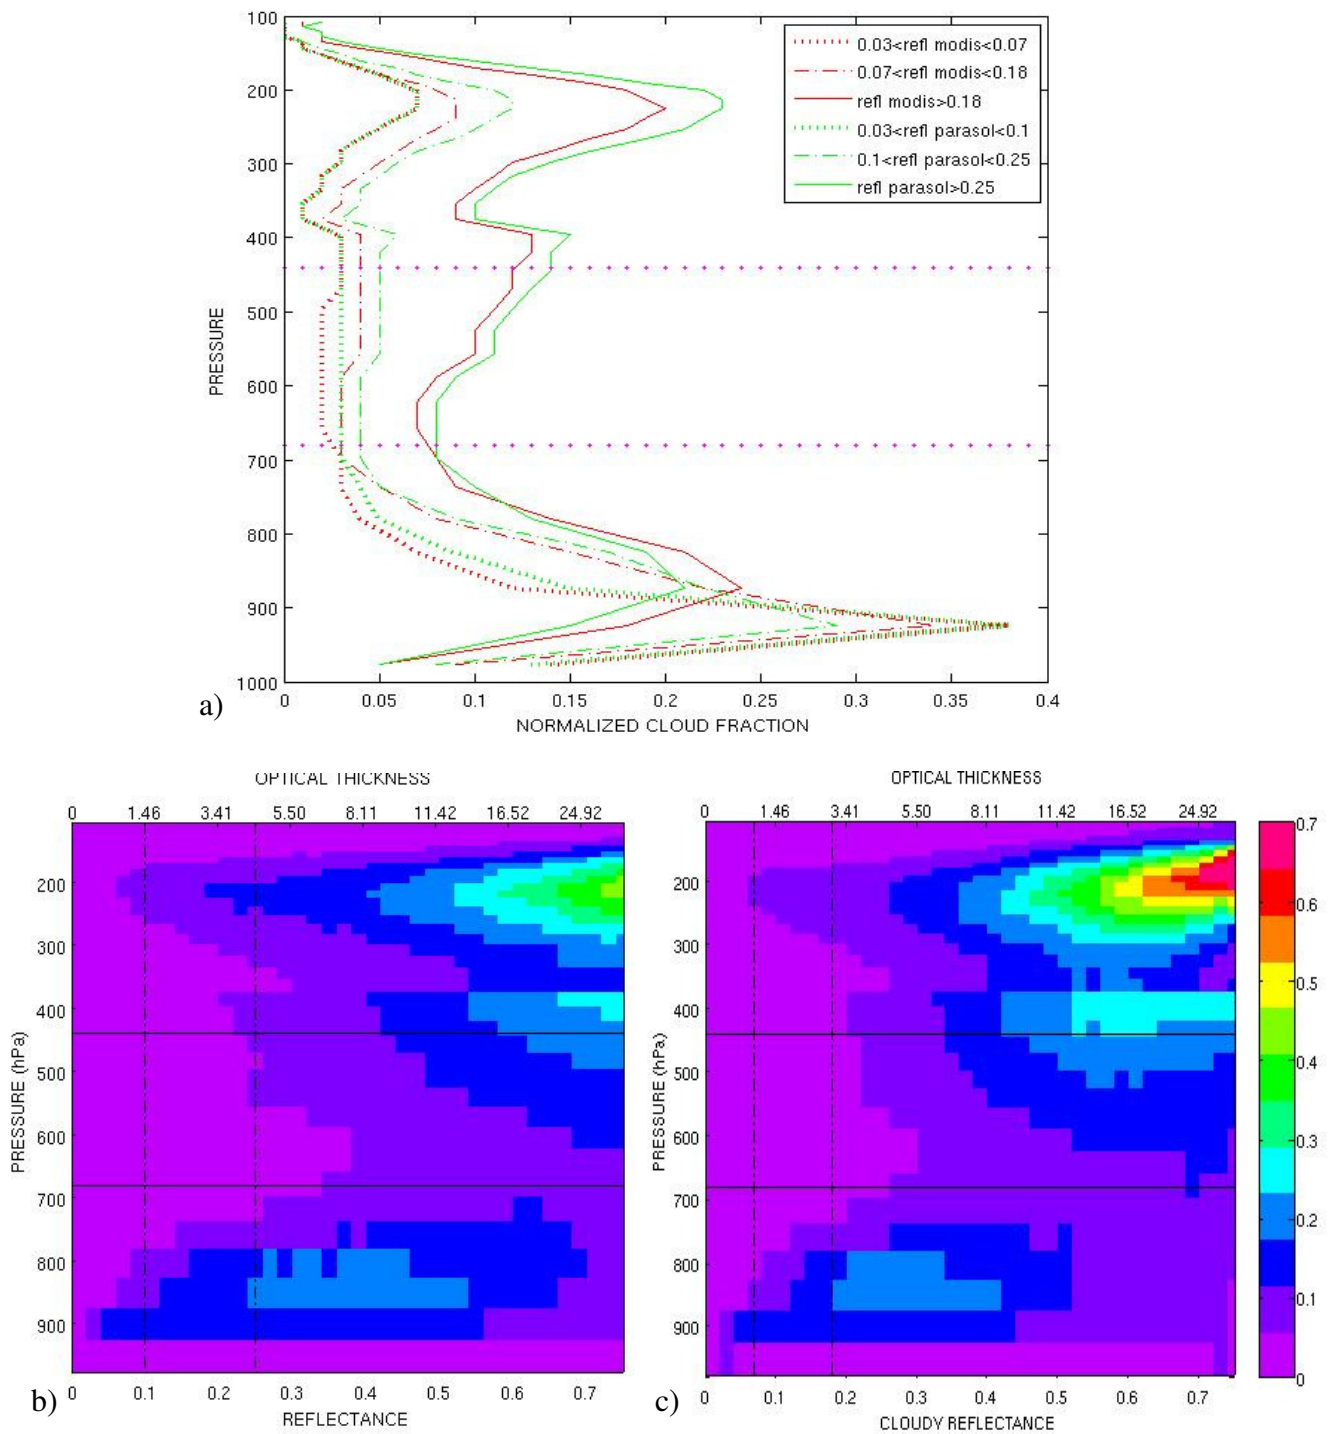 100
200
300
400
500
600
700
800
900
1000
PRESSURE
0.03<refl modis<0.07
0.07<refl modis<0.18
refl modis>0.18
0.03<refl parasol<0.1
0.1<refl parasol<0.25
refl parasol>0.25
0 0.05 0.1 0.15 0.2 0.25 0.3 0.35 0.4
NORMALIZED CLOUD FRACTION
a)
OPTICAL THICKNESS
0 1.46 3.41 5.50 8.11 11.42 16.52 24.92
200
300
400
500
600
700
800
900
PRESSURE (hPa)
0 0.1 0.2 0.3 0.4 0.5 0.6 0.7
REFLECTANCE
b)
OPTICAL THICKNESS
0 1.46 3.41 5.50 8.11 11.42 16.52 24.92
200
300
400
500
600
700
800
900
PRESSURE (hPa)
0 0.1 0.2 0.3 0.4 0.5 0.6 0.7
CLOUDY REFLECTANCE
c)
0.7
0.6
0.5
0.4
0.3
0.2
0.1
0